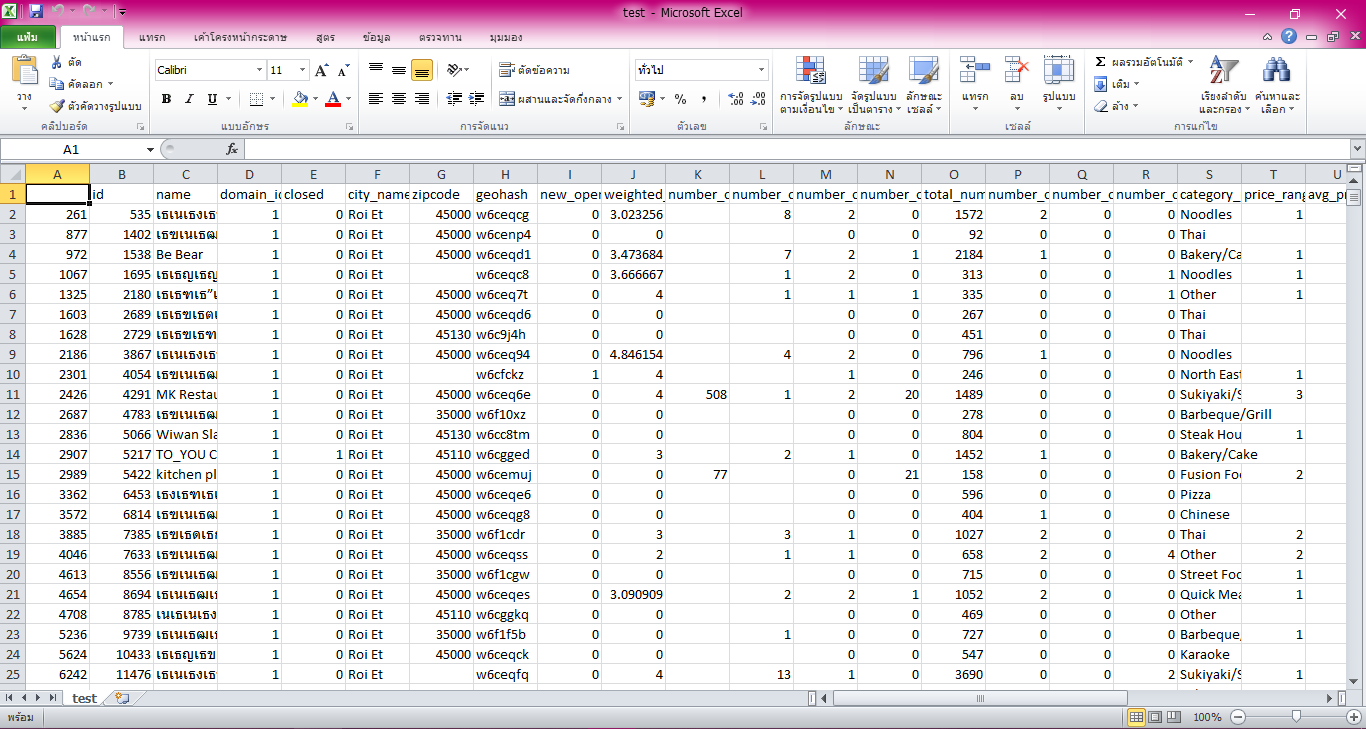 test - Microsoft Excel
แฟ้ม หน้าแรก แทรก เค้าโครงหน้ากระดาษ สูตร ข้อมูล ตรวจทาน มุมมอง
วาง ตัด คัดลอก ตัวคัดวางรูปแบบ คลิปบอร์ด
Calibri 11 B I U แบบอักษร
ตัดข้อความ ผสานและจัดกึ่งกลาง การจัดแนว
ทั่วไป % , ตัวเลข
การจัดรูปแบบตามเงื่อนไข จัดรูปแบบเป็นตาราง ลักษณะเซลล์ ลักษณะ
แทรก ลบ รูปแบบ เซลล์
Σ ผลรวมอัตโนมัติ เติม ล้าง เรียงลำดับและกรอง ค้นหาและเลือก การแก้ไข
A1 fx
A B C D E F G H I J K L M N O P Q R S T U
1 id name domain_ic closed city_name zipcode geohash new_oper weighted_ number_c number_c number_c number_c total_num number_c number_c number_c category_ price_ran avg_pr
2 261 535 เธเนเธงเธ 1 0 Roi Et 45000 w6ceqcg 0 3.023256 8 2 0 1572 2 0 0 Noodles 1
3 877 1402 เธขเนเธฒ 1 0 Roi Et 45000 w6cenp4 0 0 0 0 92 0 0 0 Thai
4 972 1538 Be Bear 1 0 Roi Et 45000 w6ceqd1 0 3.473684 7 2 1 2184 1 0 0 Bakery/Ca 1
5 1067 1695 เธเธญเธญ 1 0 Roi Et w6ceqc8 0 3.666667 1 2 0 313 0 0 1 Noodles 1
6 1325 2180 เธเธฑเธ”เ 1 0 Roi Et 45000 w6ceq7t 0 4 1 1 1 335 0 0 1 Other 1
7 1603 2689 1 0 Roi Et 45000 w6ceqd6 0 0 0 0 267 0 0 0 Thai
8 1628 2729 1 0 Roi Et 45130 w6c9j4h 0 0 0 0 451 0 0 0 Thai
9 2186 3867 เธเนเธงเธ 1 0 Roi Et 45000 w6ceq94 0 4.846154 4 2 0 796 1 0 0 Noodles
10 2301 4054 เธขเนเธฒ 1 0 Roi Et w6cfckz 1 4 1 0 246 0 0 0 North East 1
11 2426 4291 MK Restau 1 0 Roi Et 45000 w6ceq6e 0 4 508 1 2 20 1489 0 0 0 Sukiyaki/S 3
12 2687 4783 เธขเนเธฒ 1 0 Roi Et 35000 w6f10xz 0 0 0 0 278 0 0 0 Barbeque/Grill
13 2836 5066 Wiwan Sla 1 0 Roi Et 45130 w6cc8tm 0 0 0 0 804 0 0 0 Steak Hou 1
14 2907 5217 TO_YOU C 1 1 Roi Et 45110 w6cgged 0 3 2 1 0 1452 1 0 0 Bakery/Cake
15 2989 5422 kitchen pl 1 0 Roi Et 45000 w6cemuj 0 0 77 0 21 158 0 0 0 Fusion Foo 2
16 3362 6453 เธงเธฑเธ 1 0 Roi Et 45000 w6ceqe6 0 0 0 0 596 0 0 0 Pizza
17 3572 6814 เธขเนเธฒ 1 0 Roi Et 45000 w6ceqg8 0 0 0 0 404 1 0 0 Chinese
18 3885 7385 1 0 Roi Et 35000 w6f1cdr 0 3 3 1 0 1027 2 0 0 Thai 2
19 4046 7633 เธขเนเธฒ 1 0 Roi Et 45000 w6ceqss 0 2 1 1 0 658 2 0 4 Other 2
20 4613 8556 เธขเนเธฒ 1 0 Roi Et 35000 w6f1cgw 0 0 0 0 715 0 0 0 Street Foo 1
21 4654 8694 เธเนเธฒเธ 1 0 Roi Et 45000 w6ceqes 0 3.090909 2 2 1 1052 2 0 0 Quick Mea 1
22 4708 8785 เนเธเนเธง 1 0 Roi Et 45110 w6cggkq 0 0 0 0 469 0 0 0 Other
23 5236 9739 เธเนเธฒเธ 1 0 Roi Et 35000 w6f1f5b 0 0 1 0 0 727 0 0 0 Barbeque, 1
24 5624 10433 เธเธญเธข 1 0 Roi Et 45000 w6ceqck 0 0 0 0 547 0 0 0 Karaoke
25 6242 11476 เธเนเธงเธ 1 0 Roi Et w6ceqfq 0 4 13 1 0 3690 0 0 2 Sukiyaki/S 1
test
พร้อม 100%